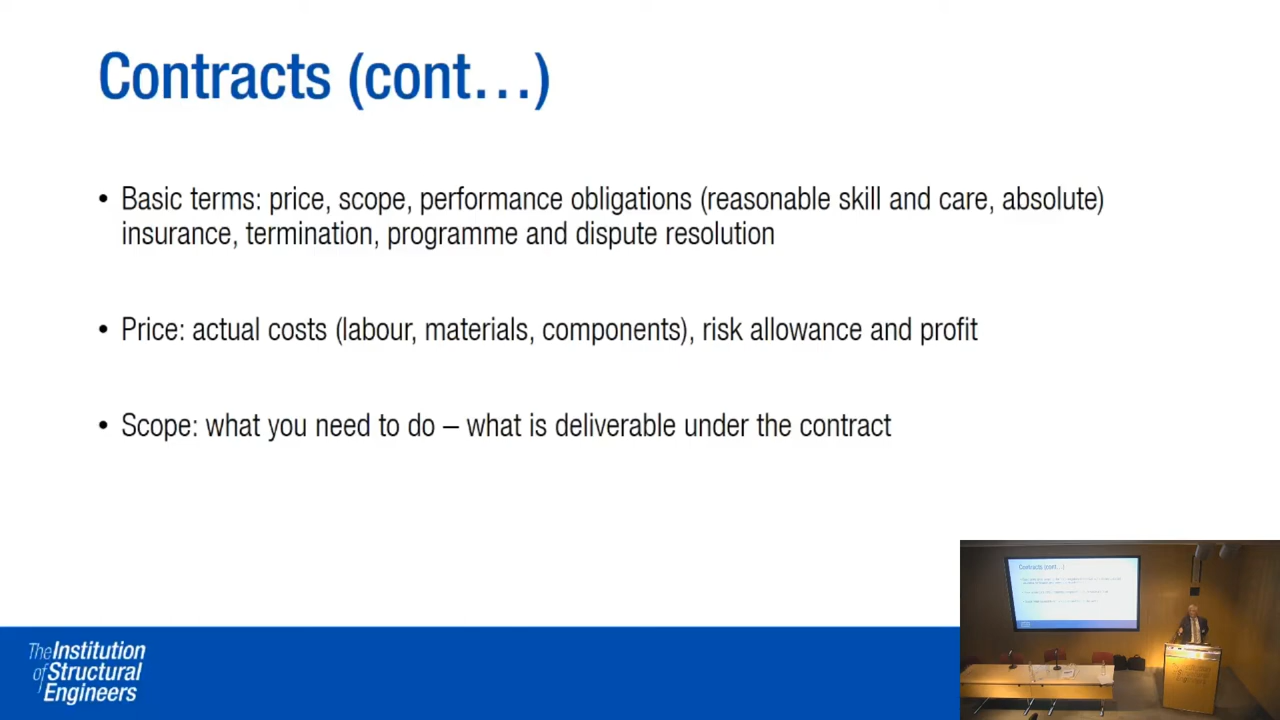 Contracts (cont…)
• Basic terms: price, scope, performance obligations (reasonable skill and care, absolute)
insurance, termination, programme and dispute resolution
• Price: actual costs (labour, materials, components), risk allowance and profit
• Scope: what you need to do – what is deliverable under the contract
The Institution
of Structural
Engineers
Contracts (cont…)